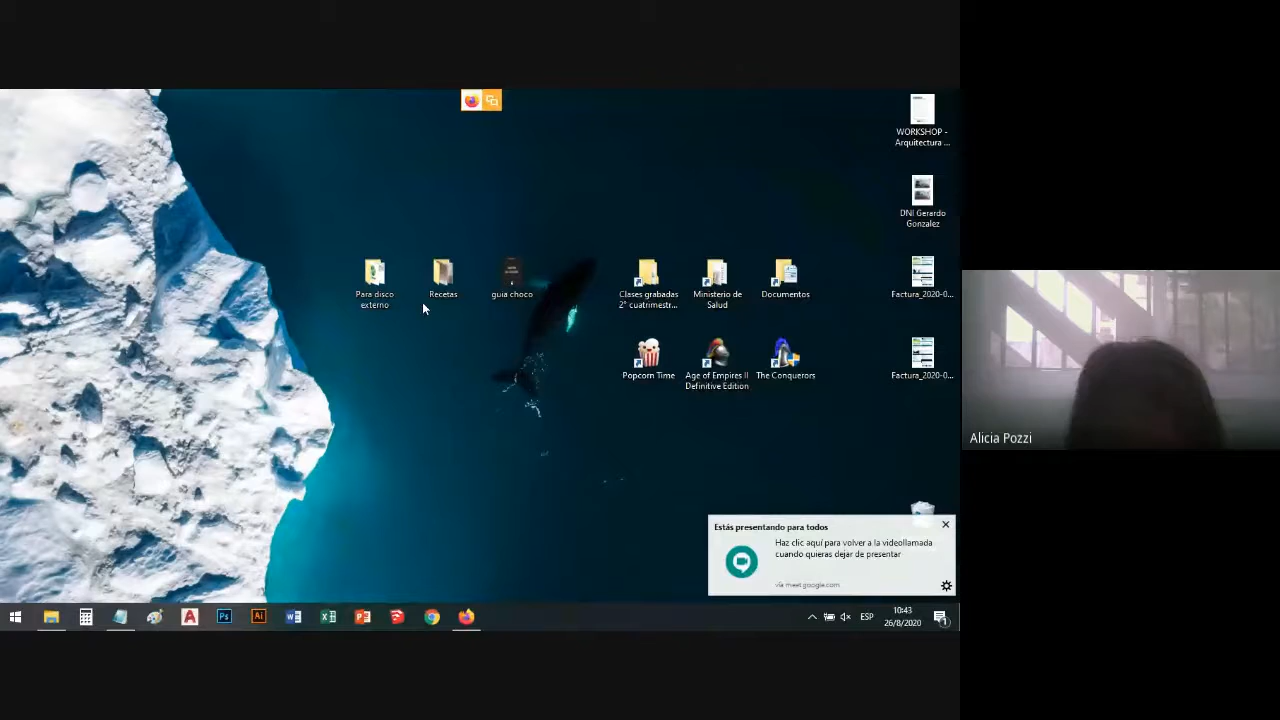 WORKSHOP -
Arquitectura ...
DNI Gerardo
Gonzalez
Para disco
externo
Recetas
guia choco
Clases grabadas
2° cuatrimestr...
Ministerio de
Salud
Documentos
Factura_2020-0...
Popcorn Time
Age of Empires II
Definitive Edition
The Conquerors
Factura_2020-0...
Alicia Pozzi
Estás presentando para todos
Haz clic aquí para volver a la videollamada
cuando quieras dejar de presentar
vía meet.google.com
Ps
Ai
ESP
10:43
26/8/2020
1